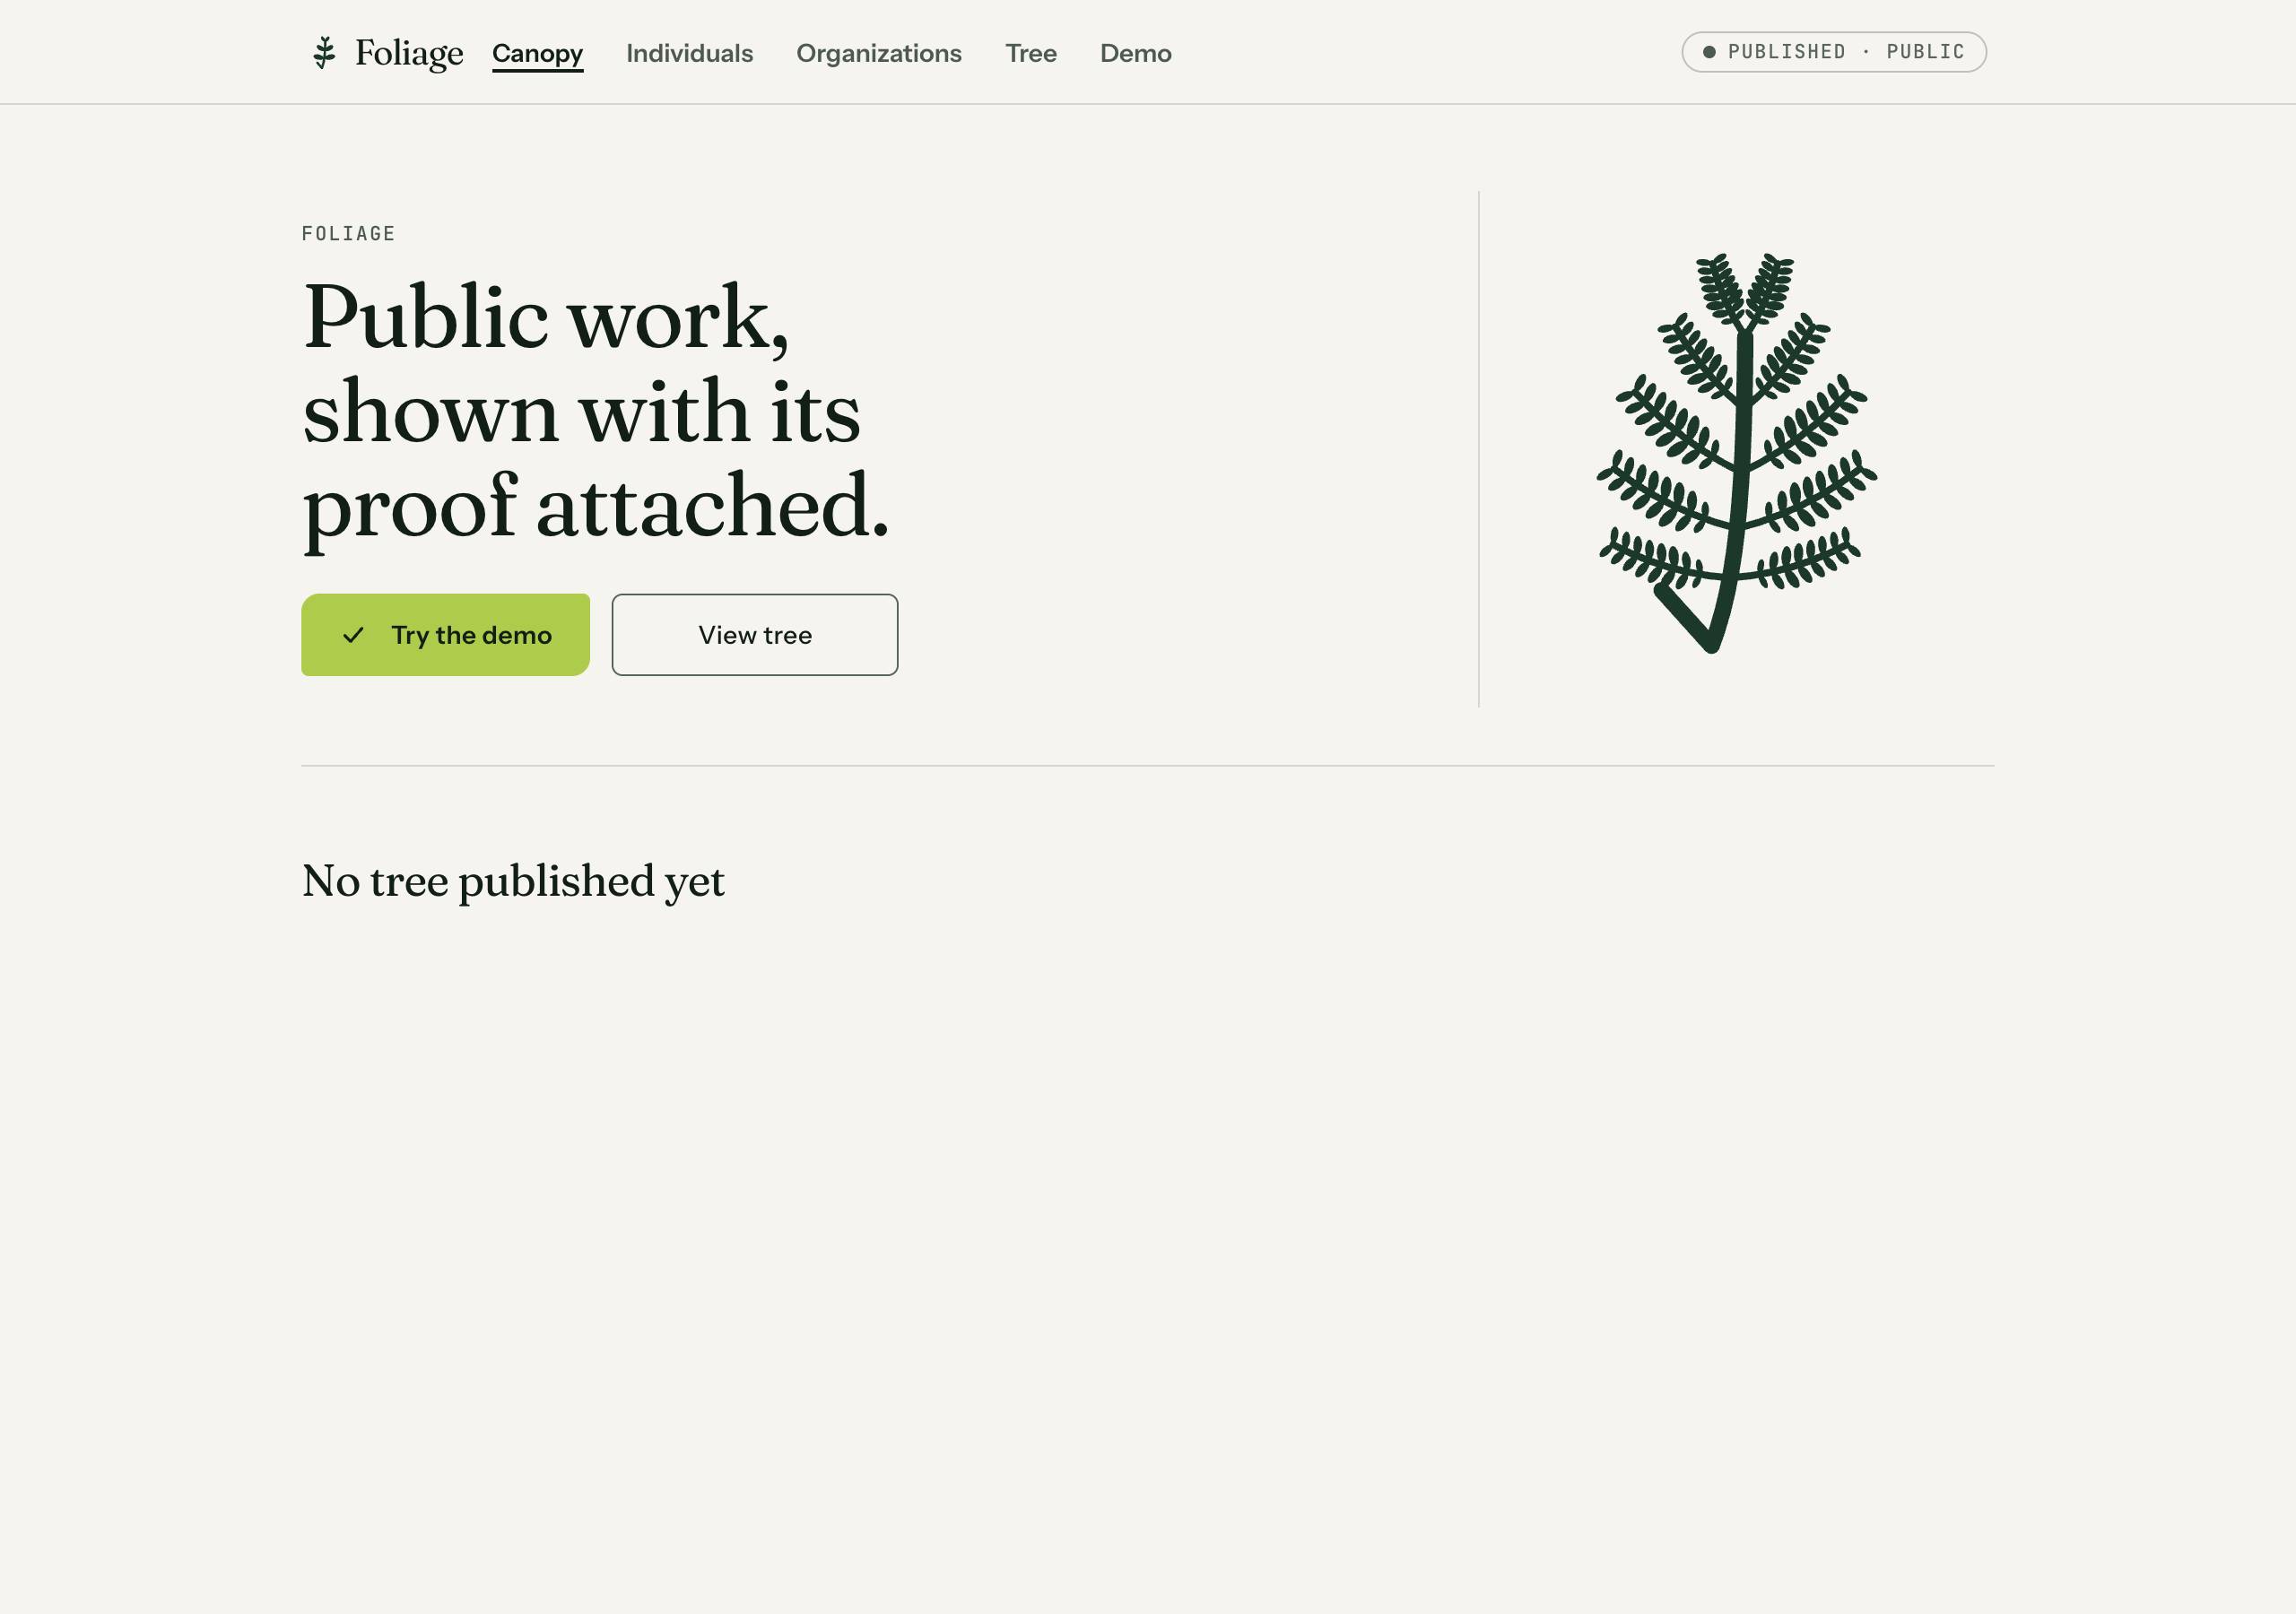 Foliage
Canopy
Individuals
Organizations
Tree
Demo
PUBLISHED · PUBLIC
FOLIAGE
Public work,
shown with its
proof attached.
Try the demo
View tree
No tree published yet